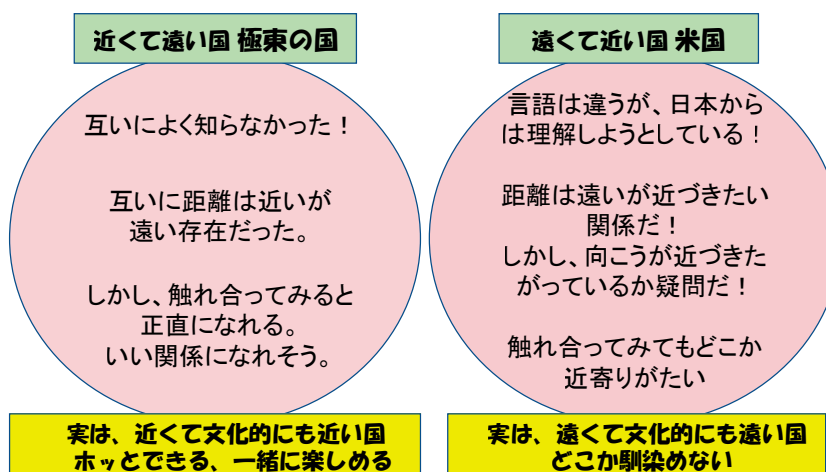 近くて遠い国 極東の国
互いによく知らなかった！
互いに距離は近いが
遠い存在だった。
しかし、触れ合ってみると
正直になれる。
いい関係になれそう。
実は、近くて文化的にも近い国
ホッとできる、一緒に楽しめる
遠くて近い国 米国
言語は違うが、日本から
は理解しようとしている！
距離は遠いが近づきたい
関係だ！
しかし、向こうが近づきた
がっているか疑問だ！
触れ合ってみてもどこか
近寄りがたい
実は、遠くて文化的にも遠い国
どこか馴染めない